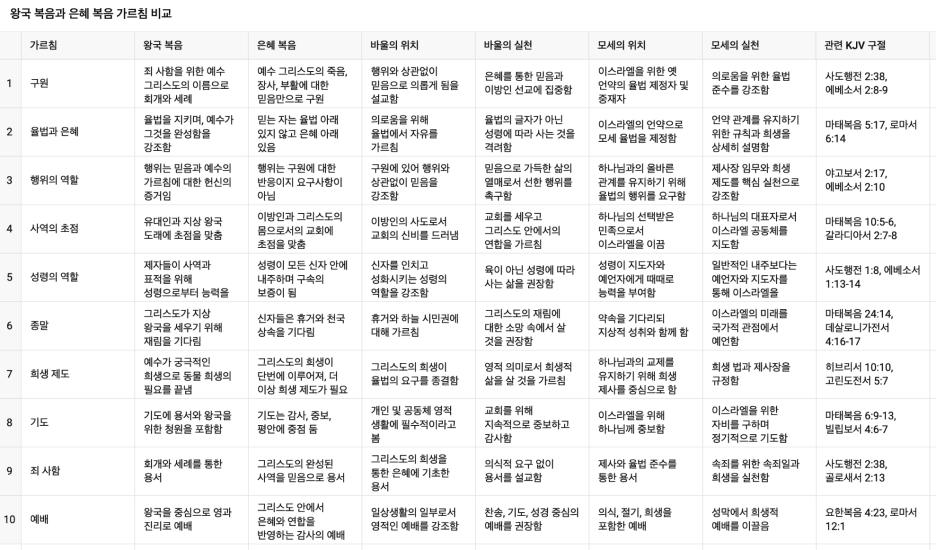 왕국 복음과 은혜 복음 가르침 비교
가르침 왕국 복음 은혜 복음 바울의 위치 바울의 실천 모세의 위치 모세의 실천 관련 KJV 구절
1 구원
죄 사함을 위한 예수
그리스도의 이름으로
회개와 세례
예수 그리스도의 죽음,
장사, 부활에 대한
믿음만으로 구원
행위와 상관없이
믿음으로 의롭게 됨을
설교함
은혜를 통한 믿음과
이방인 선교에 집중함
이스라엘을 위한 옛
언약의 율법 제정자 및
중재자
의로움을 위한 율법
준수를 강조함
사도행전 2:38,
에베소서 2:8-9
2 율법과 은혜
율법을 지키며, 예수가
그것을 완성함을
강조함
믿는 자는 율법 아래
있지 않고 은혜 아래
있음
의로움을 위해
율법에서 자유를
가르침
율법의 글자가 아닌
성령에 따라 사는 것을
격려함
이스라엘의 언약으로
모세 율법을 제정함
언약 관계를 유지하기
위한 규칙과 희생을
상세히 설명함
마태복음 5:17, 로마서
6:14
3 행위의 역할
행위는 믿음과 예수의
가르침에 대한 헌신의
증거임
행위는 구원에 대한
반응이지 요구사항이
아님
구원에 있어 행위와
상관없이 믿음을
강조함
믿음으로 가득한 삶의
열매로서 선한 행위를
촉구함
하나님과의 올바른
관계를 유지하기 위해
율법의 행위를 요구함
제사장 임무와 희생
제도를 핵심 실천으로
강조함
야고보서 2:17,
에베소서 2:10
4 사역의 초점
유대인과 지상 왕국
도래에 초점을 맞춤
이방인과 그리스도의
몸으로서의 교회에
초점을 맞춤
이방인의 사도로서
교회의 신비를 드러냄
교회를 세우고
그리스도 안에서의
연합을 가르침
하나님의 선택받은
민족으로서
이스라엘을 이끔
하나님의 대표자로서
이스라엘 공동체를
지도함
마태복음 10:5-6,
갈라디아서 2:7-8
5 성령의 역할
제자들이 사역과
표적을 위해
성령으로부터 능력을
성령이 모든 신자 안에
내주하며 구속의
보증이 됨
신자를 인치고
성화시키는 성령의
역할을 강조함
육이 아닌 성령에 따라
사는 삶을 권장함
성령이 지도자와
예언자에게 때때로
능력을 부여함
일반적인 내주보다는
예언자와 지도자를
통해 이스라엘을
사도행전 1:8, 에베소서
1:13-14
6 종말
그리스도가 지상
왕국을 세우기 위해
재림을 기다림
신자들은 휴거와 천국
상속을 기다림
휴거와 하늘 시민권에
대해 가르침
그리스도의 재림에
대한 소망 속에서 살
것을 권장함
약속을 기다리되
지상적 성취와 함께 함
이스라엘의 미래를
국가적 관점에서
예언함
마태복음 24:14,
데살로니가전서
4:16-17
7 희생 제도
예수가 궁극적인
희생으로 동물 희생의
필요를 끝냄
그리스도의 희생이
단번에 이루어져, 더
이상 희생 제도가 필요
그리스도의 희생이
율법의 요구를 종결함
영적 의미로서 희생적
삶을 살 것을 가르침
하나님과의 교제를
유지하기 위해 희생
제사를 중심으로 함
희생 법과 제사장을
규정함
히브리서 10:10,
고린도전서 5:7
8 기도
기도에 용서와 왕국을
위한 청원을 포함함
기도는 감사, 중보,
평안에 중점 둠
개인 및 공동체 영적
생활에 필수적이라고
봄
교회를 위해
지속적으로 중보하고
감사함
이스라엘을 위해
하나님께 중보함
이스라엘을 위한
자비를 구하며
정기적으로 기도함
마태복음 6:9-13,
빌립보서 4:6-7
9 죄 사함
회개와 세례를 통한
용서
그리스도의 완성된
사역을 믿음으로 용서
그리스도의 희생을
통한 은혜에 기초한
용서
의식적 요구 없이
용서를 설교함
제사와 율법 준수를
통한 용서
속죄를 위한 속죄일과
희생을 실천함
사도행전 2:38,
골로새서 2:13
10 예배
왕국을 중심으로 영과
진리로 예배
그리스도 안에서
은혜와 연합을
반영하는 감사의 예배
일상생활의 일부로서
영적인 예배를 강조함
찬송, 기도, 성경 중심의
예배를 권장함
의식, 절기, 희생을
포함한 예배
성막에서 희생적
예배를 이끌음
요한복음 4:23, 로마서
12:1